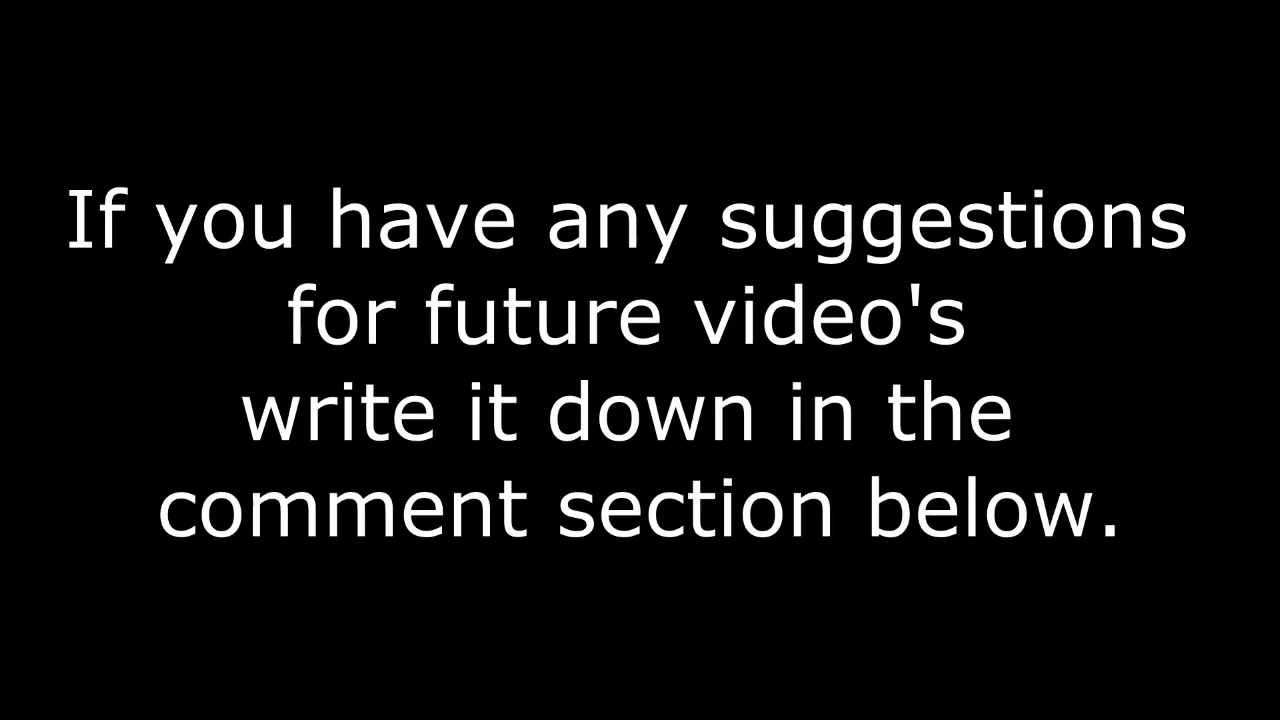 If you have any suggestions
for future video's
write it down in the
comment section below.